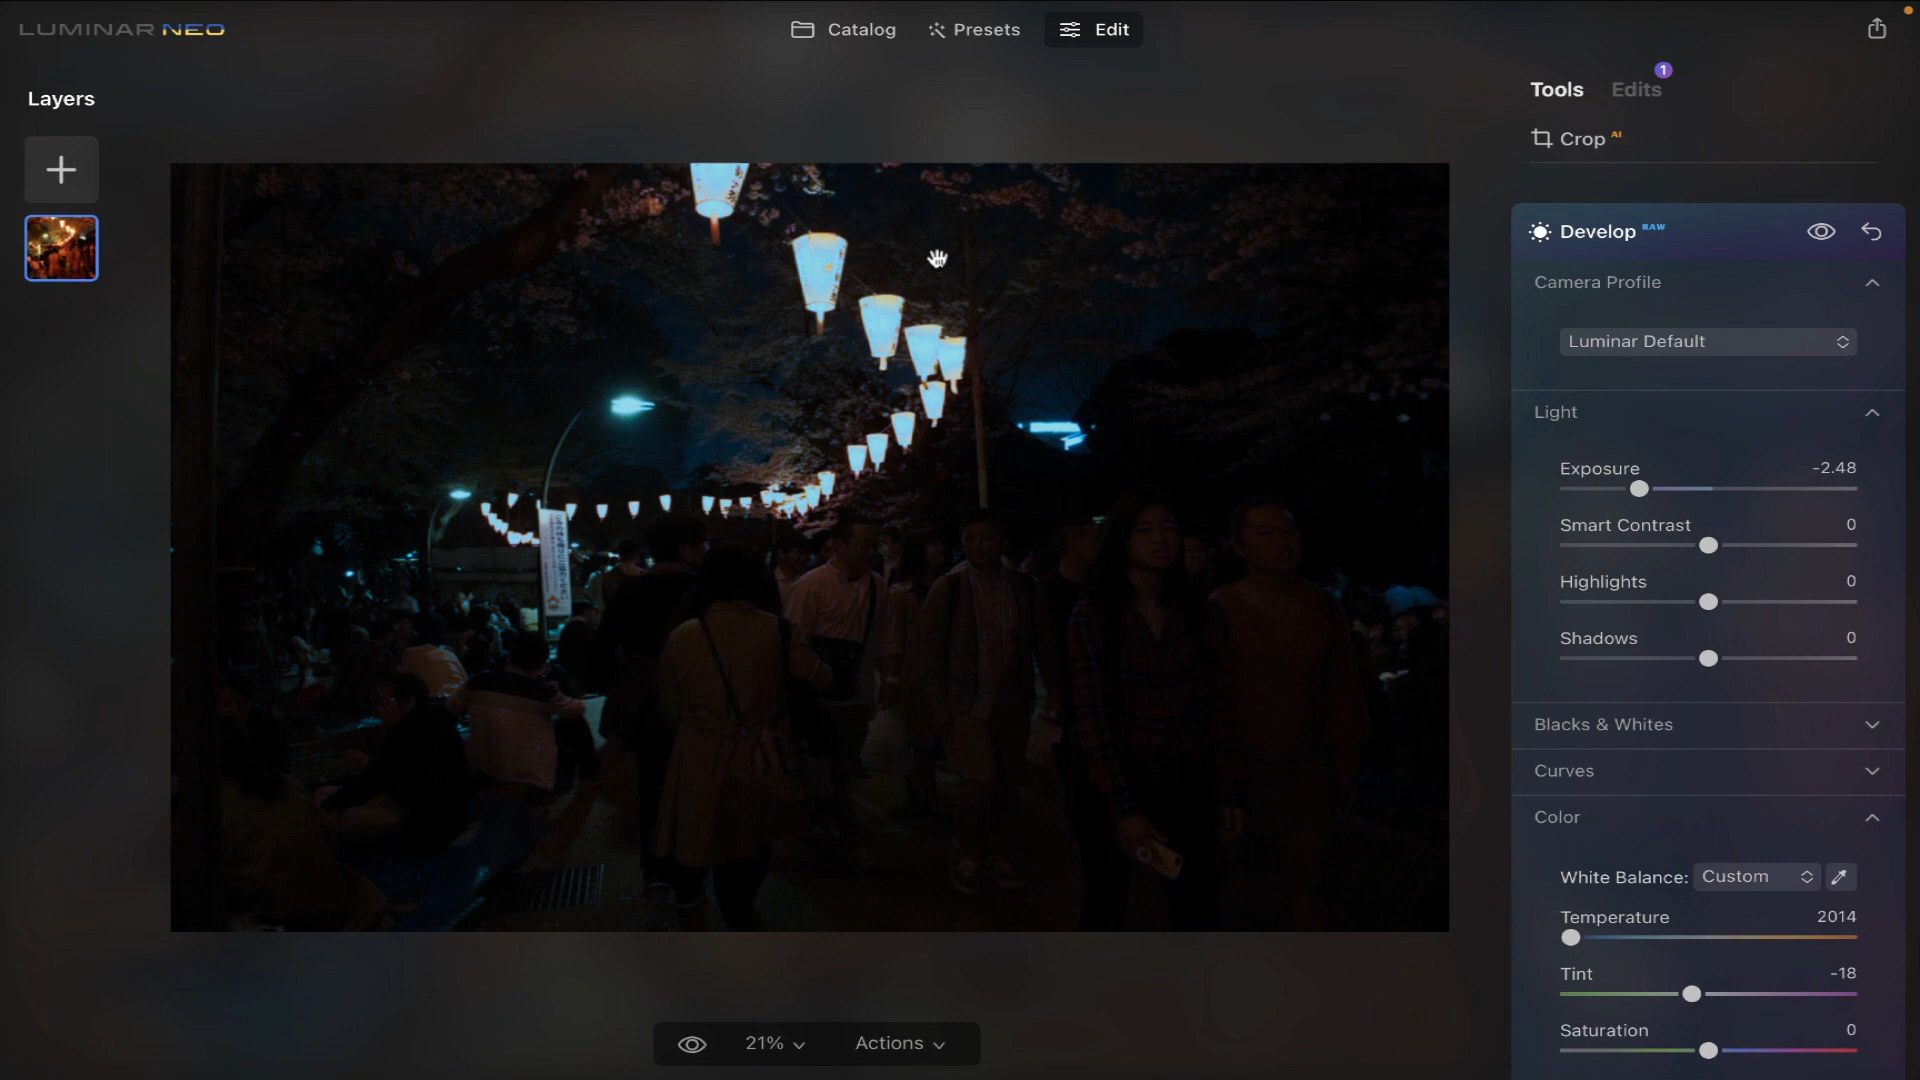 LUMINAR NEO
Catalog
Presets
Edit
Layers
Tools
Edits
1
Crop AI
Develop RAW
Camera Profile
Luminar Default
Light
Exposure -2.48
Smart Contrast 0
Highlights 0
Shadows 0
Blacks & Whites
Curves
Color
White Balance: Custom
Temperature 2014
Tint -18
Saturation 0
21%
Actions